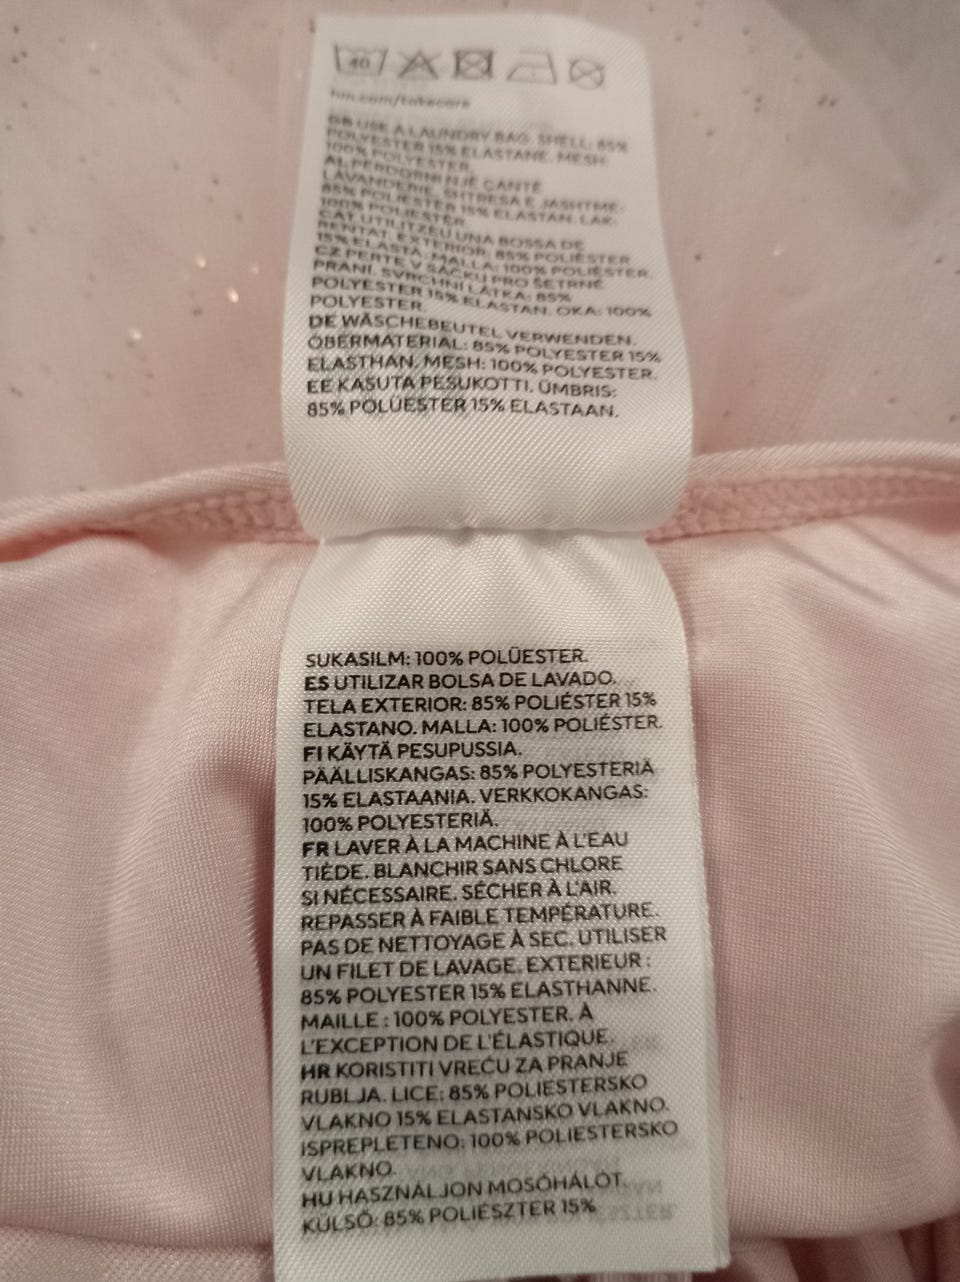 40
hm.com/takecare
GB USE A LAUNDRY BAG. SHELL: 85%
POLYESTER 15% ELASTANE. MESH:
100% POLYESTER.
AL PËRDORNI NJË ÇANTË
LAVANDERIE. SHTRESA E JASHTME:
85% POLIESTËR 15% ELASTAN. LAK:
100% POLIESTËR.
CAT UTILITZEU UNA BOSSA DE
RENTAT. EXTERIOR: 85% POLIÈSTER
15% ELASTÀ. MALLA: 100% POLIÈSTER.
CZ PERTE V SÁČKU PRO ŠETRNÉ
PRANÍ. SVRCHNÍ LÁTKA: 85%
POLYESTER 15% ELASTAN. OKA: 100%
POLYESTER.
DE WÄSCHEBEUTEL VERWENDEN.
OBERMATERIAL: 85% POLYESTER 15%
ELASTHAN. MESH: 100% POLYESTER.
EE KASUTA PESUKOTTI. ÜMBRIS:
85% POLÜESTER 15% ELASTAAN.
SUKASILM: 100% POLÜESTER.
ES UTILIZAR BOLSA DE LAVADO.
TELA EXTERIOR: 85% POLIÉSTER 15%
ELASTANO. MALLA: 100% POLIÉSTER.
FI KÄYTÄ PESUPUSSIA.
PÄÄLLISKANGAS: 85% POLYESTERIÄ
15% ELASTAANIA. VERKKOKANGAS:
100% POLYESTERIÄ.
FR LAVER À LA MACHINE À L'EAU
TIÈDE. BLANCHIR SANS CHLORE
SI NÉCESSAIRE. SÉCHER À L'AIR.
REPASSER À FAIBLE TEMPÉRATURE.
PAS DE NETTOYAGE À SEC. UTILISER
UN FILET DE LAVAGE. EXTERIEUR :
85% POLYESTER 15% ELASTHANNE.
MAILLE : 100% POLYESTER. À
L'EXCEPTION DE L'ÉLASTIQUE.
HR KORISTITI VREĆU ZA PRANJE
RUBLJA. LICE: 85% POLIESTERSKO
VLAKNO 15% ELASTANSKO VLAKNO.
ISPREPLETENO: 100% POLIESTERSKO
VLAKNO.
HU HASZNÁLJON MOSÓHÁLÓT.
KÜLSŐ: 85% POLIÉSZTER 15%